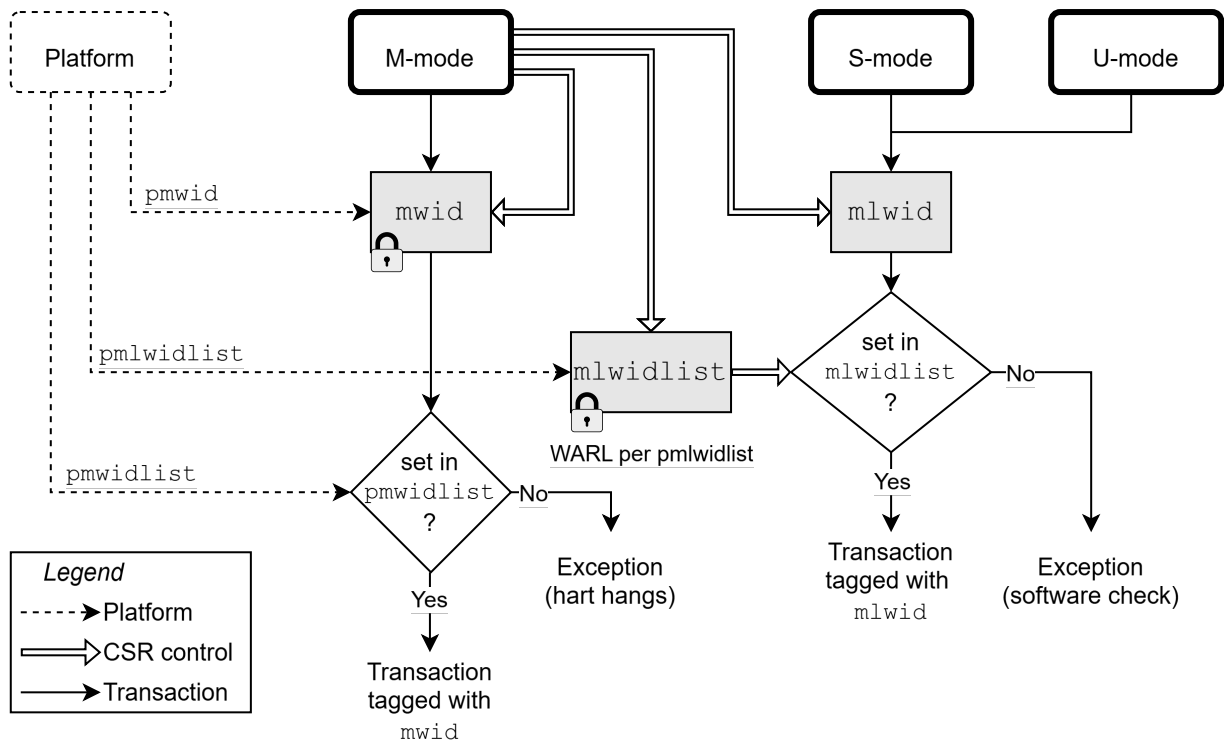 Platform
M-mode
S-mode
U-mode
pmwid
mwid
mlwid
pmlwidlist
mlwidlist
WARL per pmlwidlist
set in
mlwidlist
?
No
Yes
pmwidlist
set in
pmwidlist
?
No
Yes
Exception
(hart hangs)
Transaction
tagged with
mlwid
Exception
(software check)
Transaction
tagged with
mwid
Legend
Platform
CSR control
Transaction